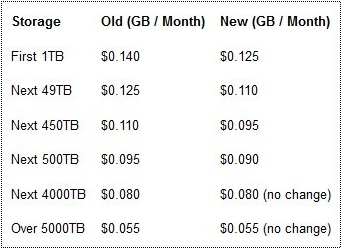 Storage Old (GB / Month) New (GB / Month)
First 1TB $0.140 $0.125
Next 49TB $0.125 $0.110
Next 450TB $0.110 $0.095
Next 500TB $0.095 $0.090
Next 4000TB $0.080 $0.080 (no change)
Over 5000TB $0.055 $0.055 (no change)